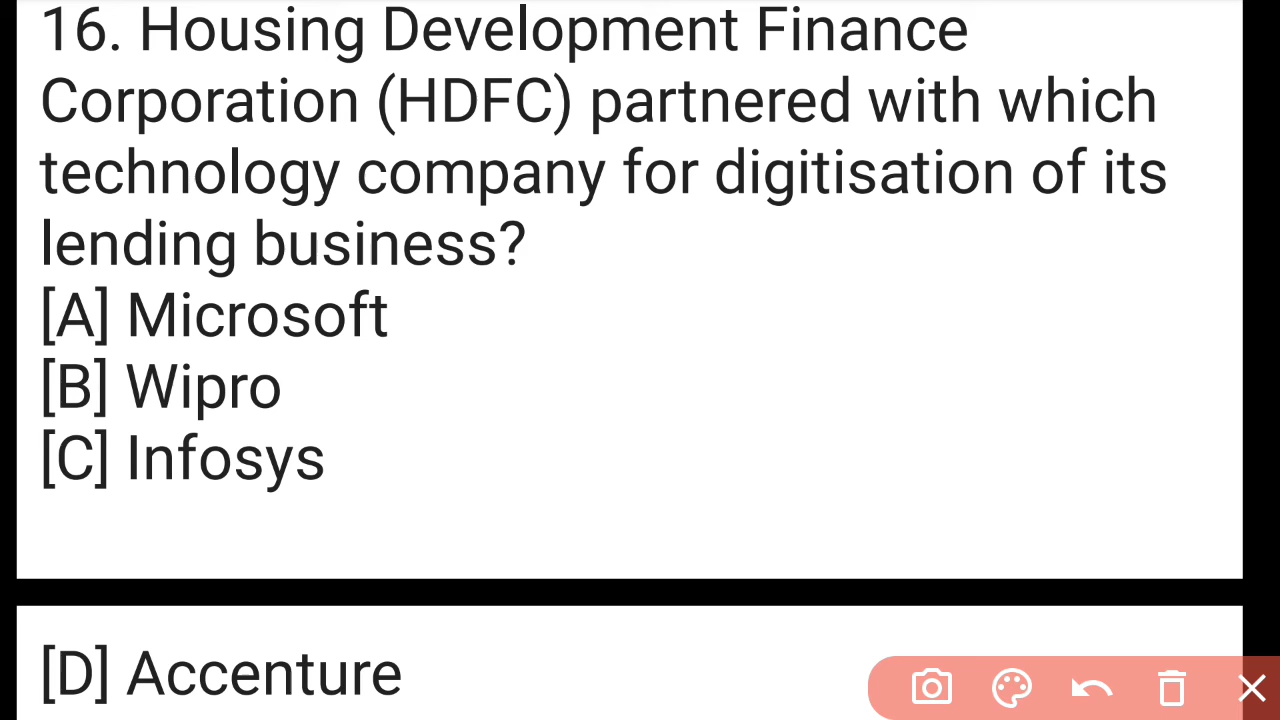 16. Housing Development Finance
Corporation (HDFC) partnered with which
technology company for digitisation of its
lending business?
[A] Microsoft
[B] Wipro
[C] Infosys
[D] Accenture